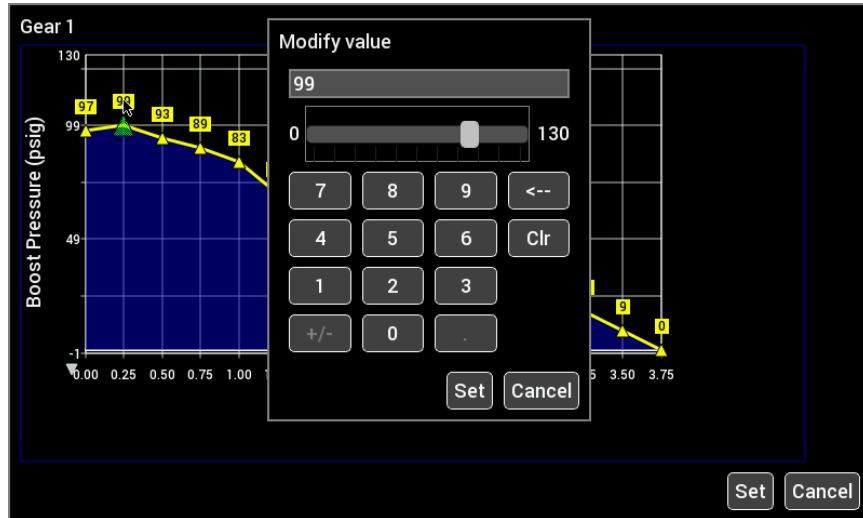 Gear 1
Modify value
130
99
97
99
93
89
83
0
130
99
Boost Pressure (psig)
7 8 9 <--
4 5 6 Clr
49
1 2 3
9
+/- 0 .
0
-1
0.00 0.25 0.50 0.75 1.00
3.50 3.75
Set Cancel
Set Cancel